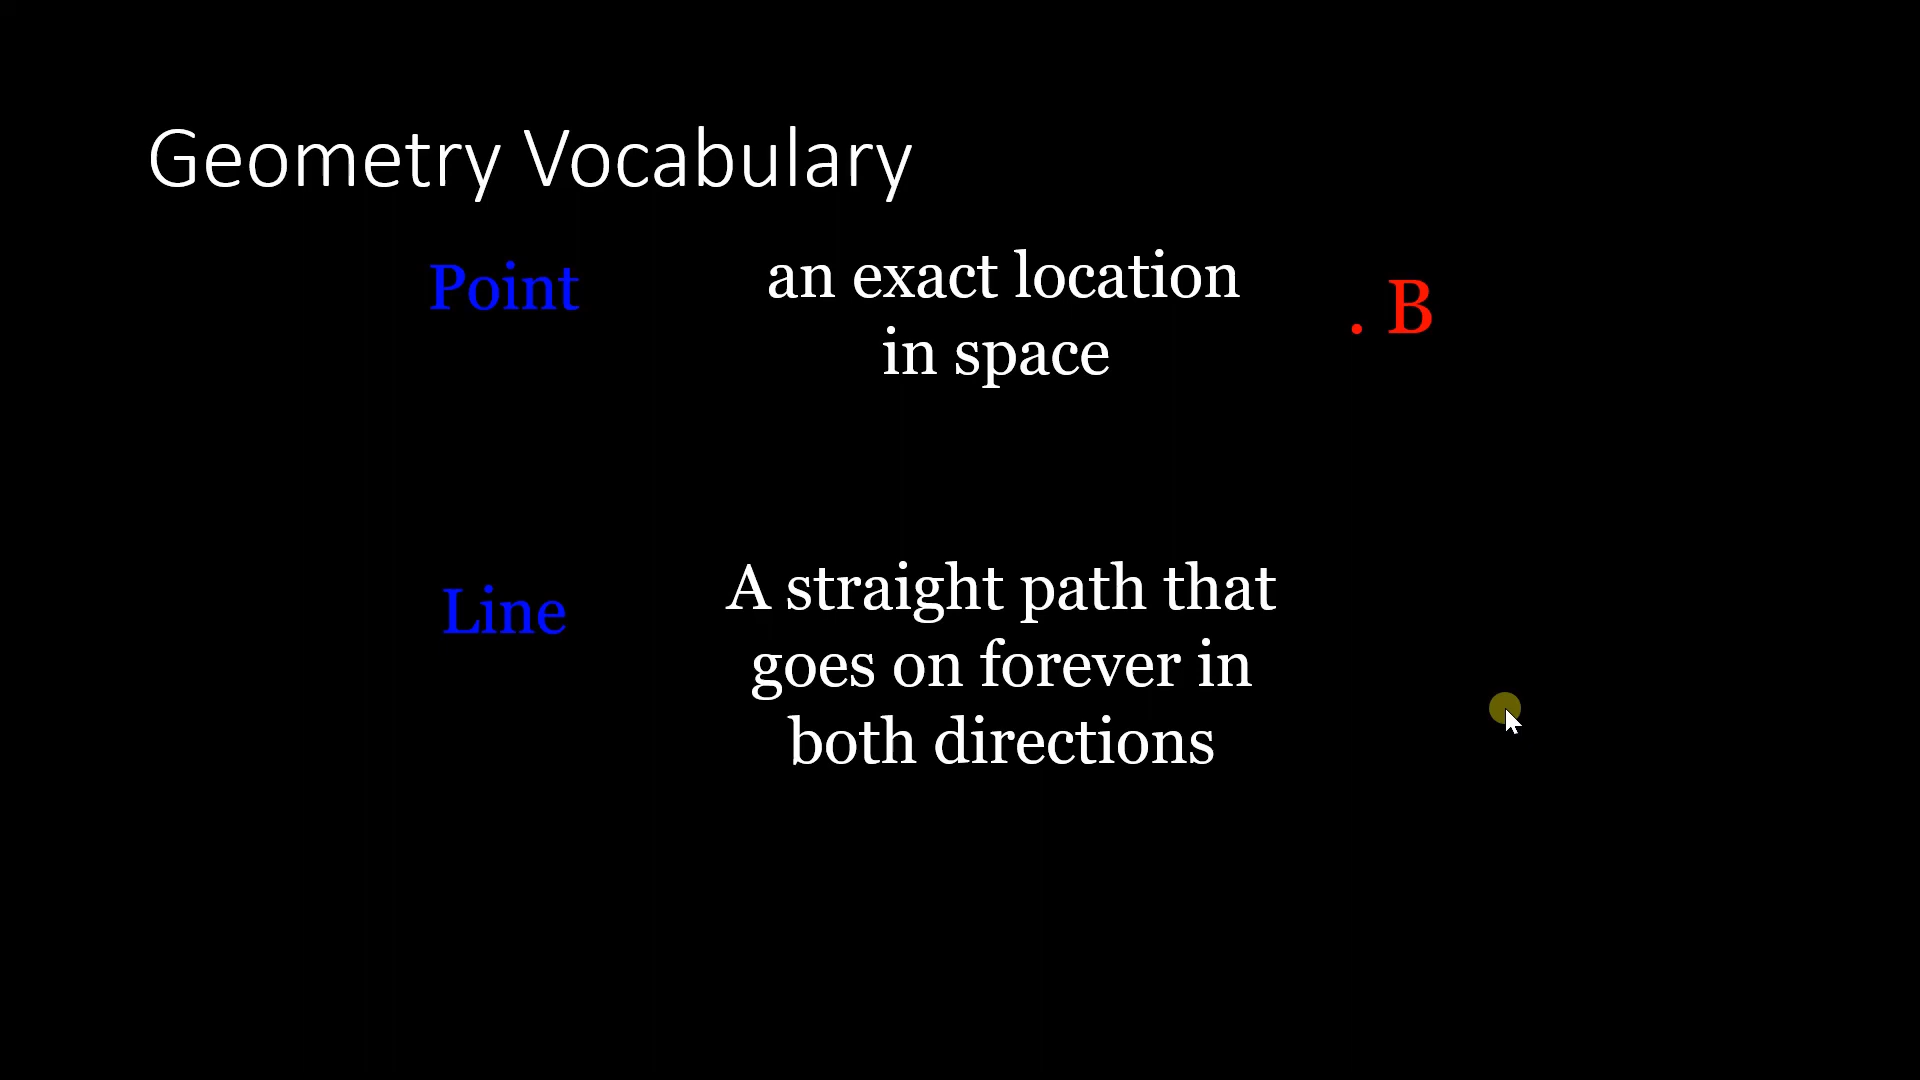 Geometry Vocabulary
Point
an exact location
in space
. B
Line
A straight path that
goes on forever in
both directions